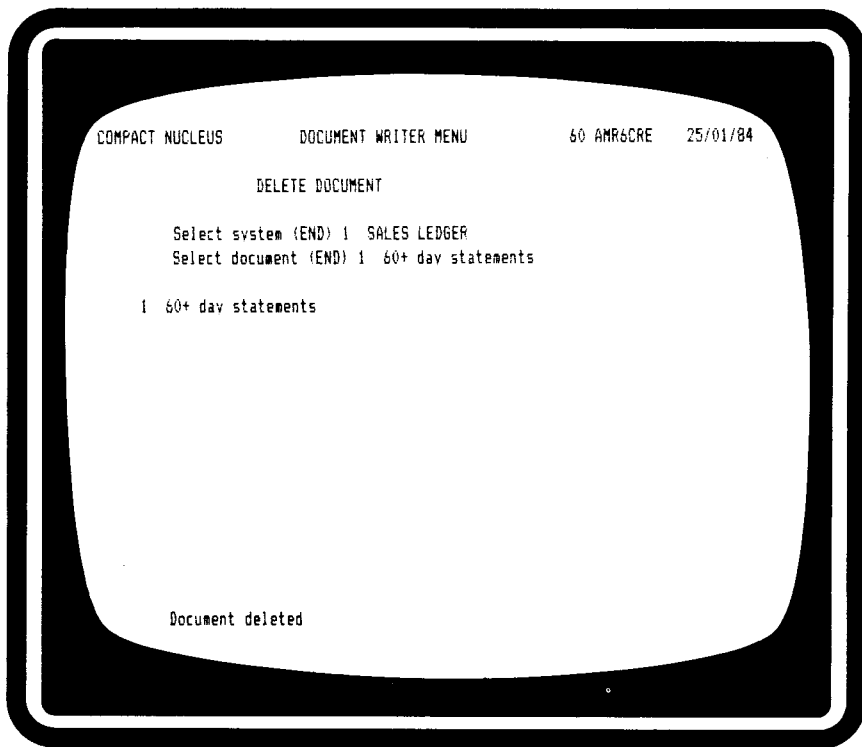 COMPACT NUCLEUS DOCUMENT WRITER MENU 60 AMR6CRE 25/01/84
DELETE DOCUMENT
Select system (END) 1 SALES LEDGER
Select document (END) 1 60+ day statements
1 60+ day statements
Document deleted